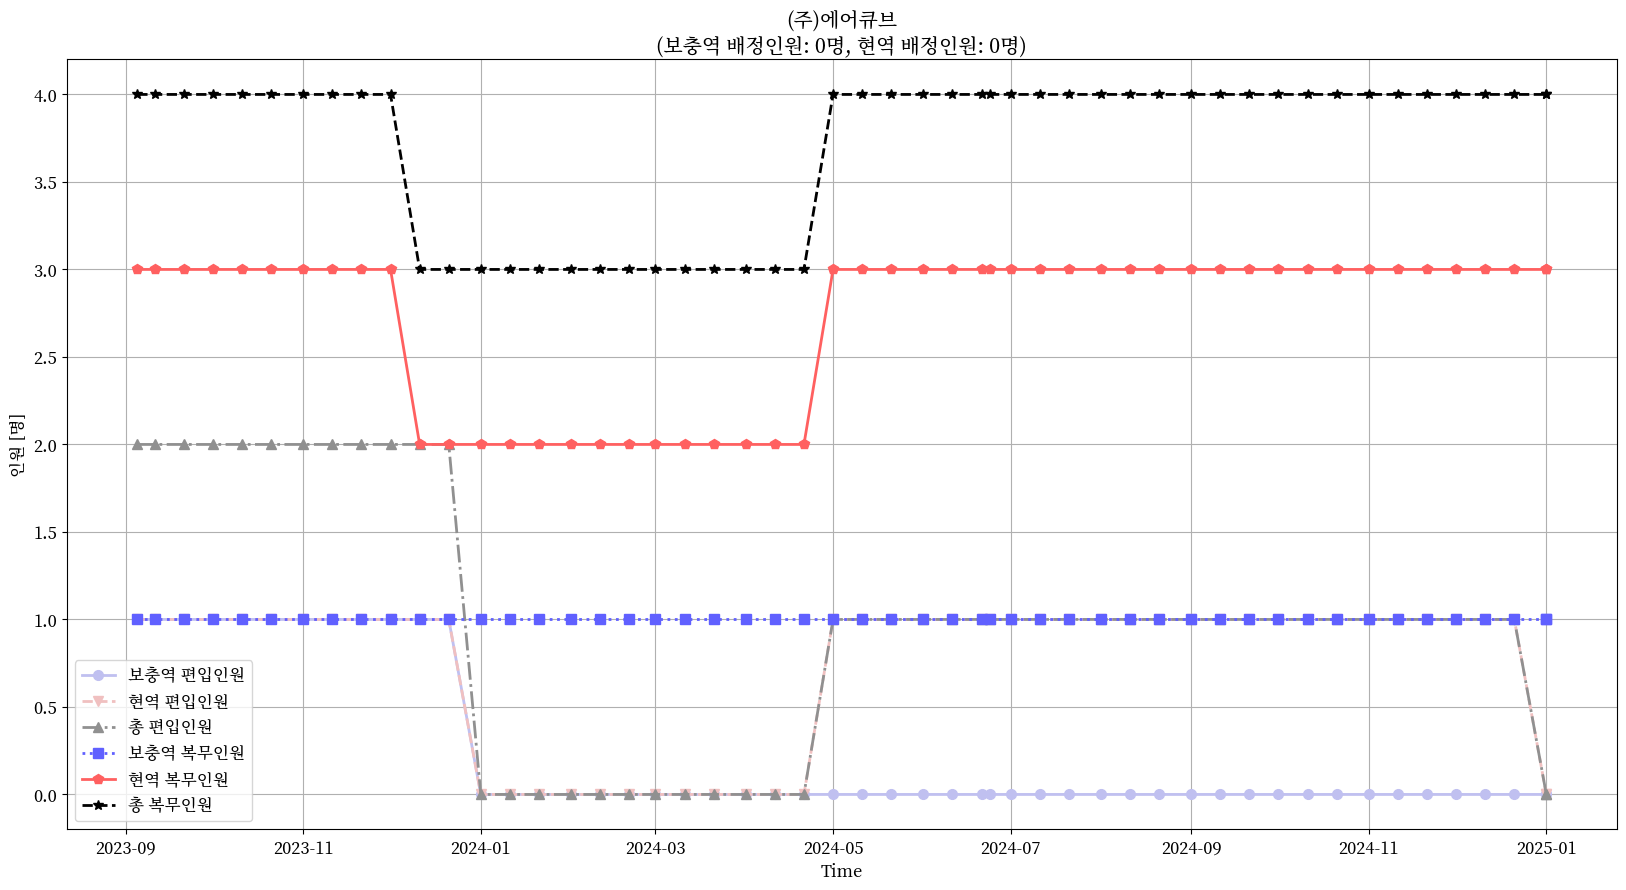 (주)에어큐브
(보충역 배정인원: 0명, 현역 배정인원: 0명)
인원 [명]
4.0
3.5
3.0
2.5
2.0
1.5
1.0
0.5
0.0
보충역 편입인원
현역 편입인원
총 편입인원
보충역 복무인원
현역 복무인원
총 복무인원
2023-09 2023-11 2024-01 2024-03 2024-05 2024-07 2024-09 2024-11 2025-01
Time